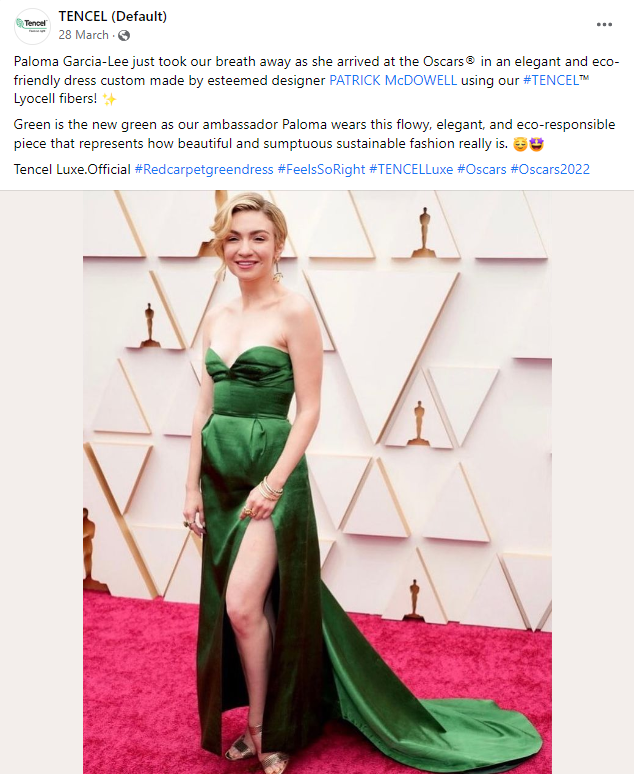 Tencel
TENCEL (Default)
28 March ·
Paloma Garcia-Lee just took our breath away as she arrived at the Oscars® in an elegant and eco-
friendly dress custom made by esteemed designer PATRICK McDOWELL using our #TENCEL™
Lyocell fibers! ✨
Green is the new green as our ambassador Paloma wears this flowy, elegant, and eco-responsible
piece that represents how beautiful and sumptuous sustainable fashion really is. 😌🤩
Tencel Luxe.Official #Redcarpetgreendress #FeelsSoRight #TENCELLuxe #Oscars #Oscars2022